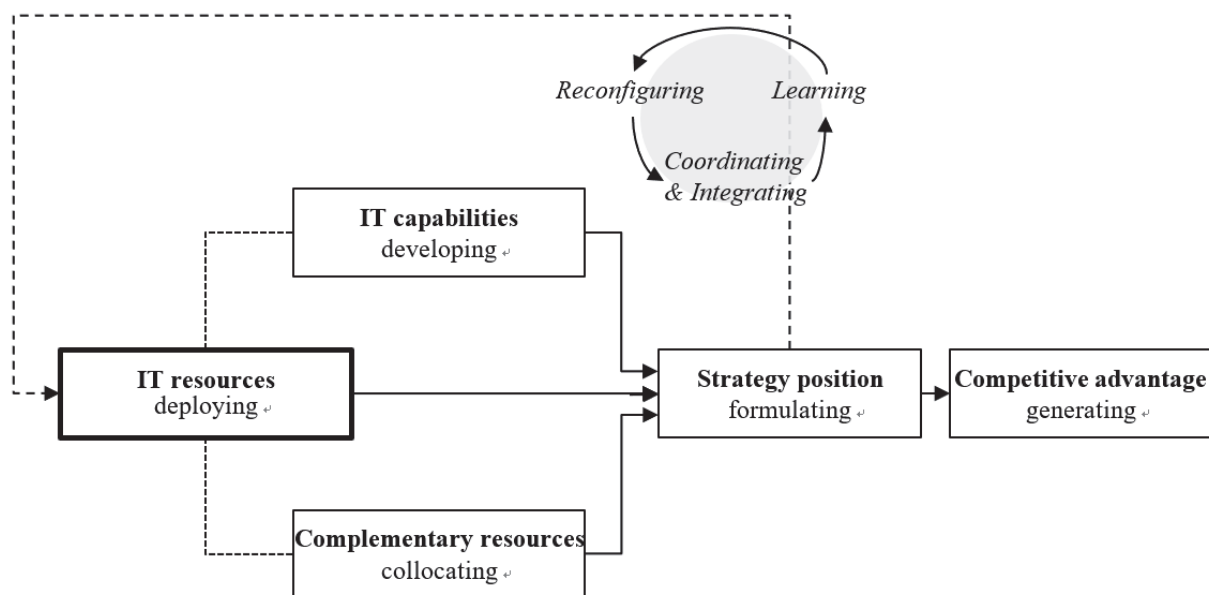 Reconfiguring
Learning
Coordinating
& Integrating
IT capabilities
developing ↵
IT resources
deploying ↵
Strategy position
formulating ↵
Competitive advantage
generating ↵
Complementary resources
collocating ↵